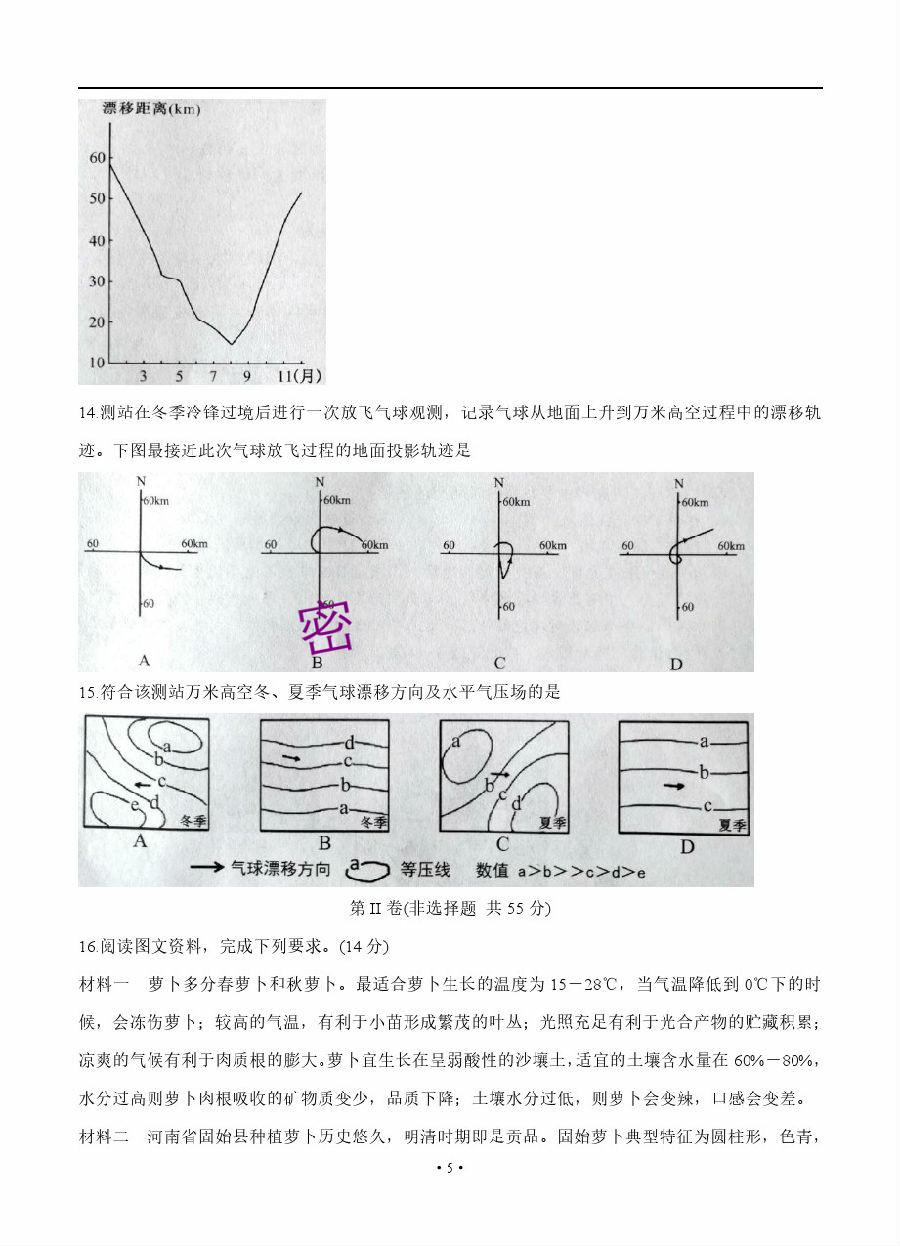 漂移距离(km)
60
50
40
30
20
10
3 5 7 9 11(月)
14.测站在冬季冷锋过境后进行一次放飞气球观测，记录气球从地面上升到万米高空过程中的漂移轨
迹。下图最接近此次气球放飞过程的地面投影轨迹是
N N N N
60km 60km 60km 60km
60 60km 60 60km 60 60km 60 60km
60 60 60 60
密
A B C D
15.符合该测站万米高空冬、夏季气球漂移方向及水平气压场的是
a b c d e 冬季
d c b a 冬季
a b c d 夏季
a b c 夏季
A B C D
气球漂移方向 a 等压线 数值 a>b>>c>d>e
第 II 卷(非选择题 共 55 分)
16.阅读图文资料，完成下列要求。(14 分)
材料一 萝卜多分春萝卜和秋萝卜。最适合萝卜生长的温度为 15－28℃，当气温降低到 0℃下的时
候，会冻伤萝卜；较高的气温，有利于小苗形成繁茂的叶丛；光照充足有利于光合产物的贮藏积累；
凉爽的气候有利于肉质根的膨大。萝卜宜生长在呈弱酸性的沙壤土，适宜的土壤含水量在 60%－80%，
水分过高则萝卜肉根吸收的矿物质变少，品质下降；土壤水分过低，则萝卜会变辣，口感会变差。
材料二 河南省固始县种植萝卜历史悠久，明清时期即是贡品。固始萝卜典型特征为圆柱形，色青，
·5·